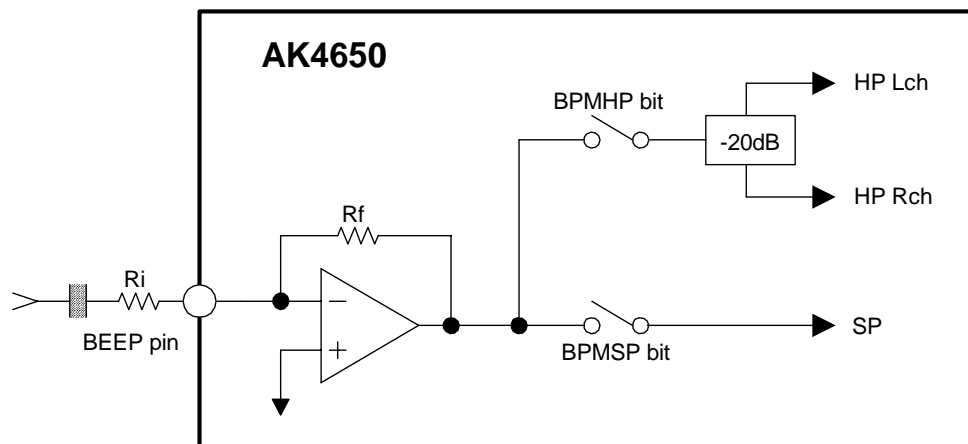 AK4650
HP Lch
BPMHP bit
-20dB
HP Rch
Rf
Ri
−
+
BEEP pin
BPMSP bit
SP